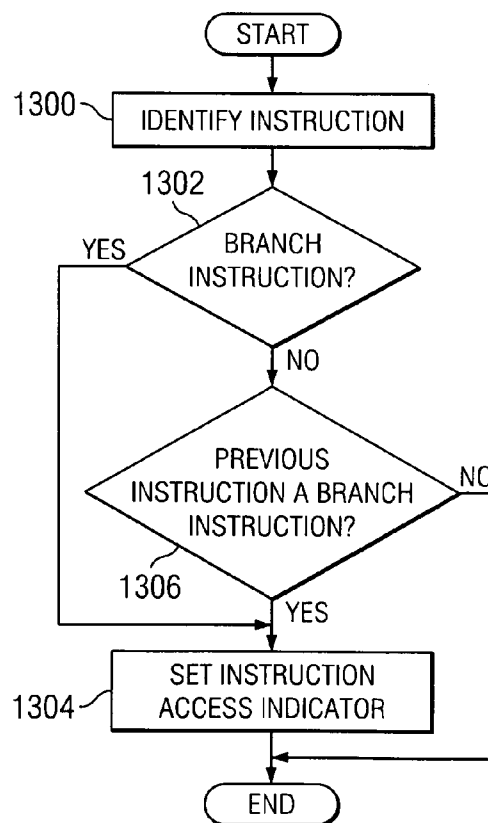 START
1300
IDENTIFY INSTRUCTION
1302
YES
BRANCH
INSTRUCTION?
NO
PREVIOUS
INSTRUCTION A BRANCH
INSTRUCTION?
NO
1306
YES
1304
SET INSTRUCTION
ACCESS INDICATOR
END